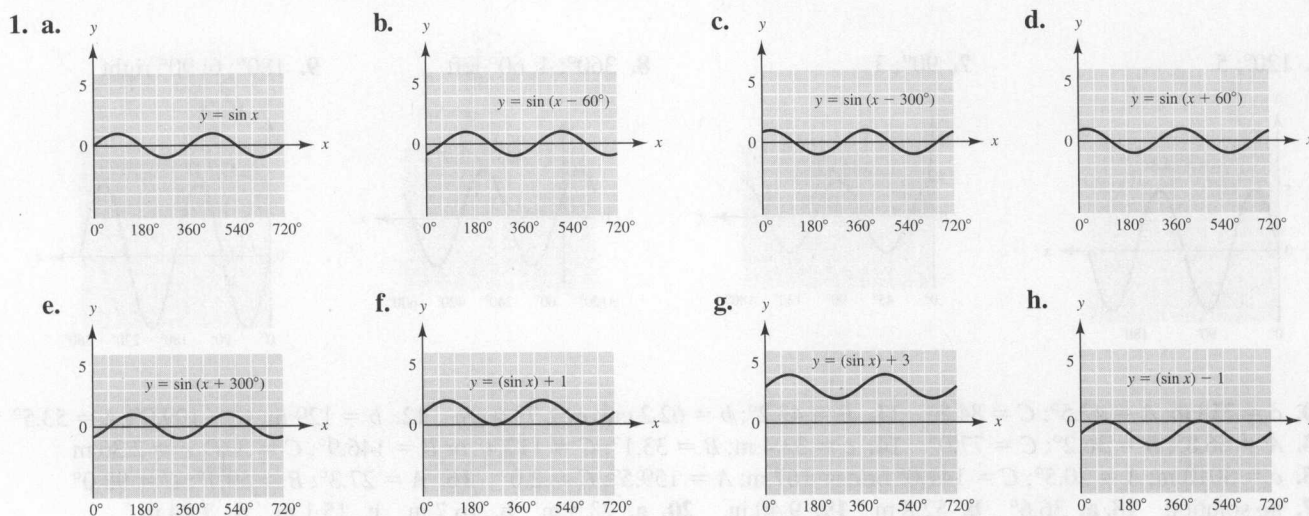 1. a.
y
5
y = sin x
0
x
0° 180° 360° 540° 720°
b.
y
5
y = sin (x − 60°)
0
x
0° 180° 360° 540° 720°
c.
y
5
y = sin (x − 300°)
0
x
0° 180° 360° 540° 720°
d.
y
5
y = sin (x + 60°)
0
x
0° 180° 360° 540° 720°
e.
y
5
y = sin (x + 300°)
0
x
0° 180° 360° 540° 720°
f.
y
5
y = (sin x) + 1
0
x
0° 180° 360° 540° 720°
g.
y
5
y = (sin x) + 3
0
x
0° 180° 360° 540° 720°
h.
y
5
y = (sin x) − 1
0
0° 180° 360° 540° 720°